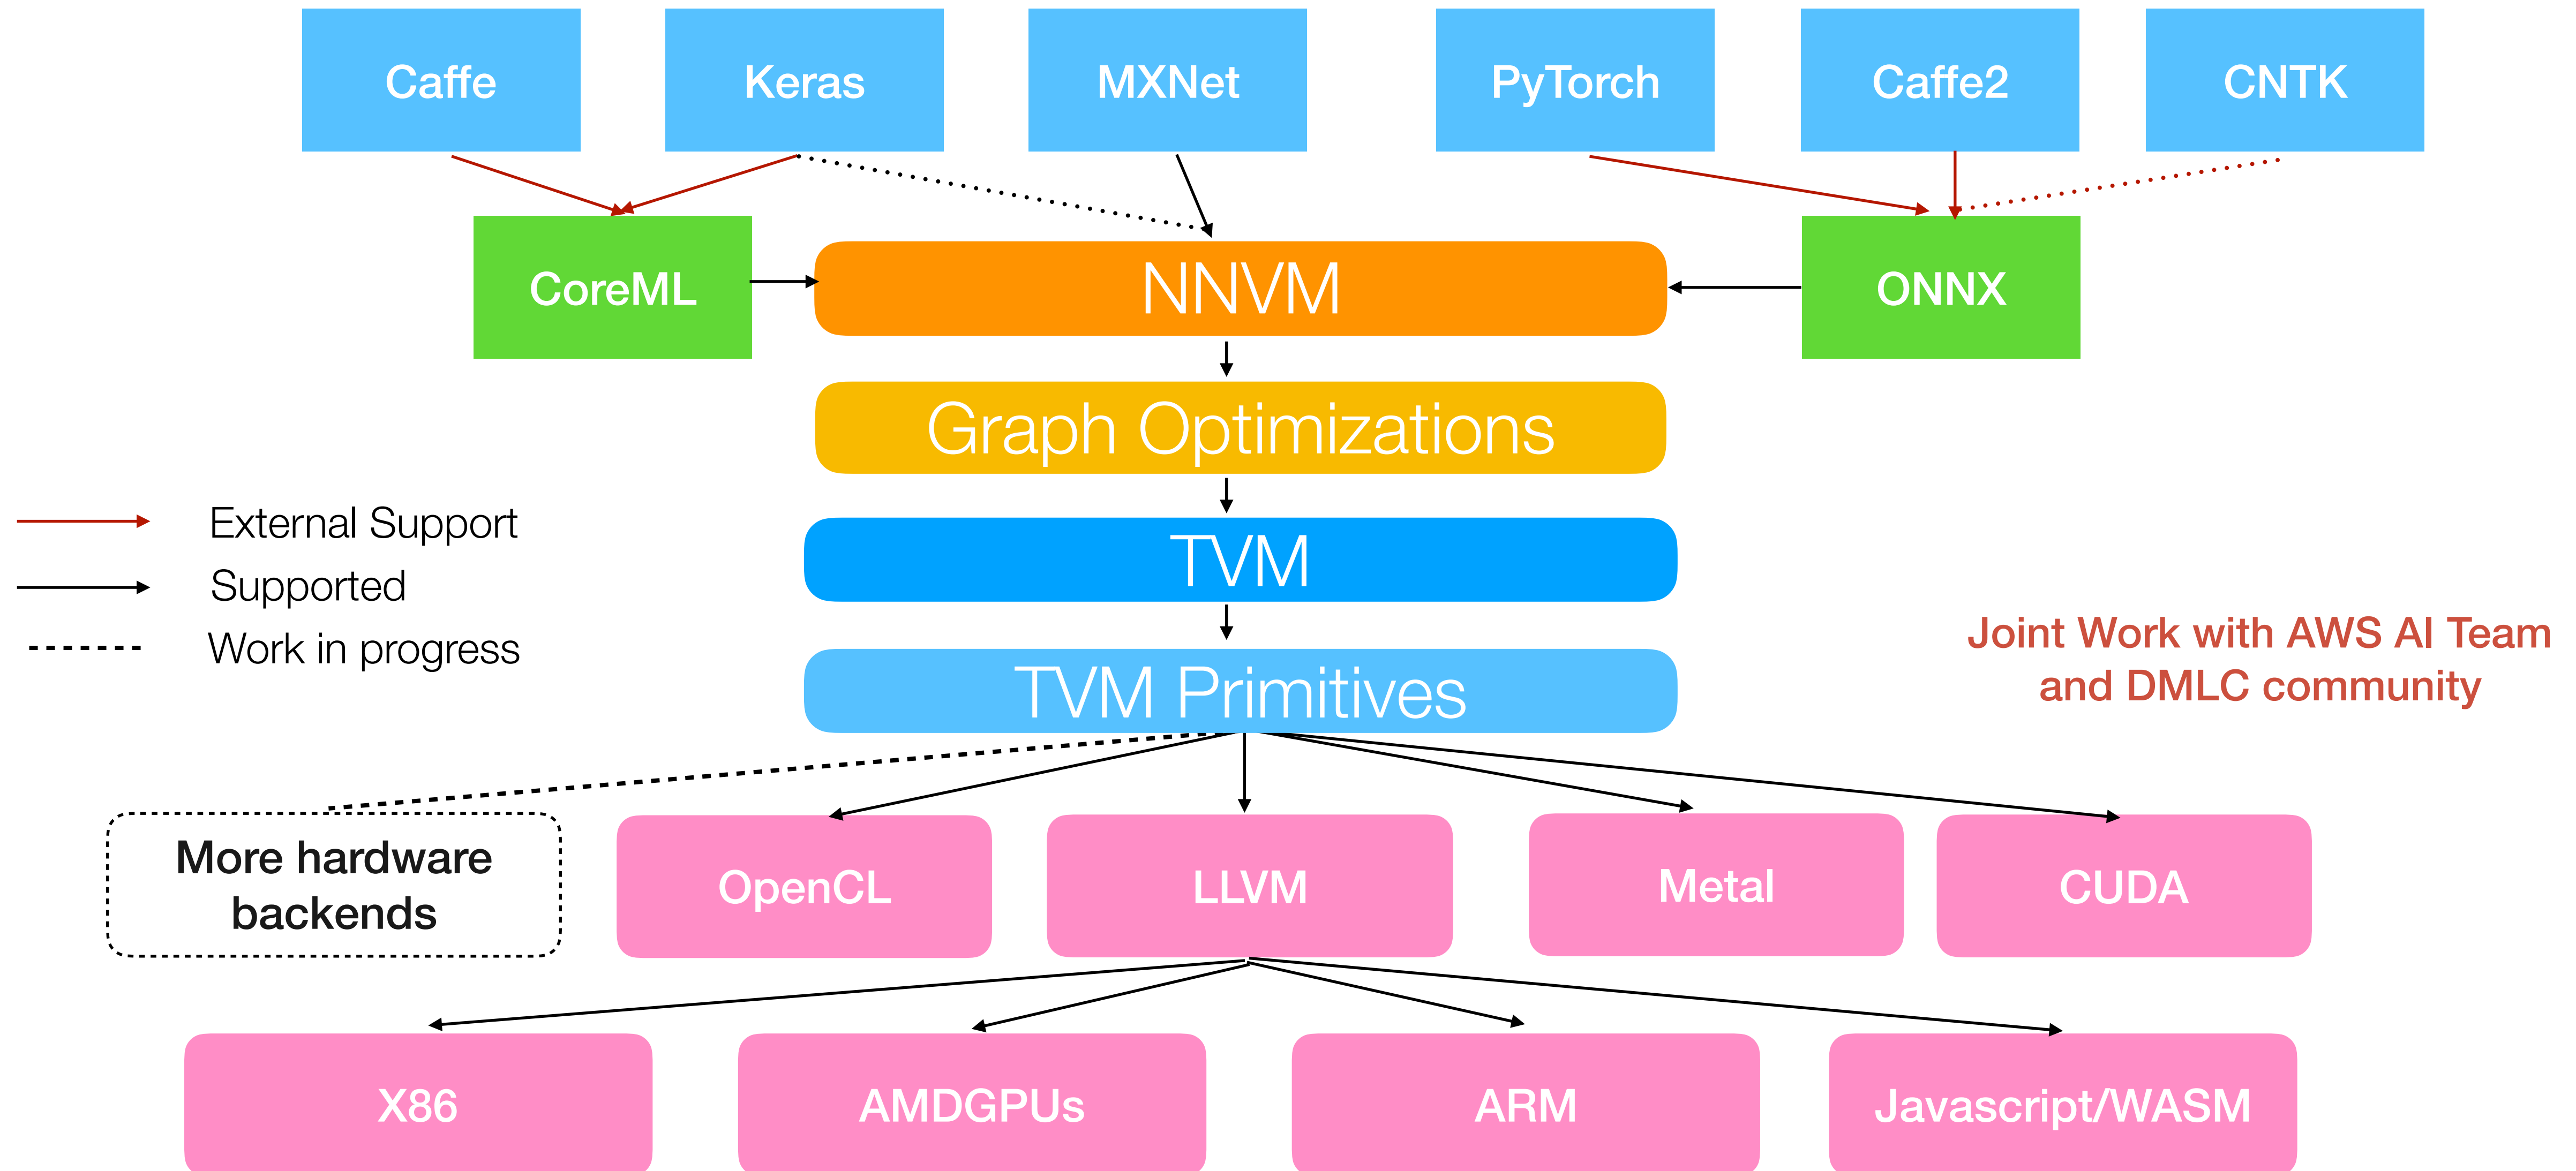 Caffe
Keras
MXNet
PyTorch
Caffe2
CNTK
CoreML
NNVM
ONNX
Graph Optimizations
TVM
TVM Primitives
External Support
Supported
Work in progress
Joint Work with AWS AI Team
and DMLC community
More hardware
backends
OpenCL
LLVM
Metal
CUDA
X86
AMDGPUs
ARM
Javascript/WASM